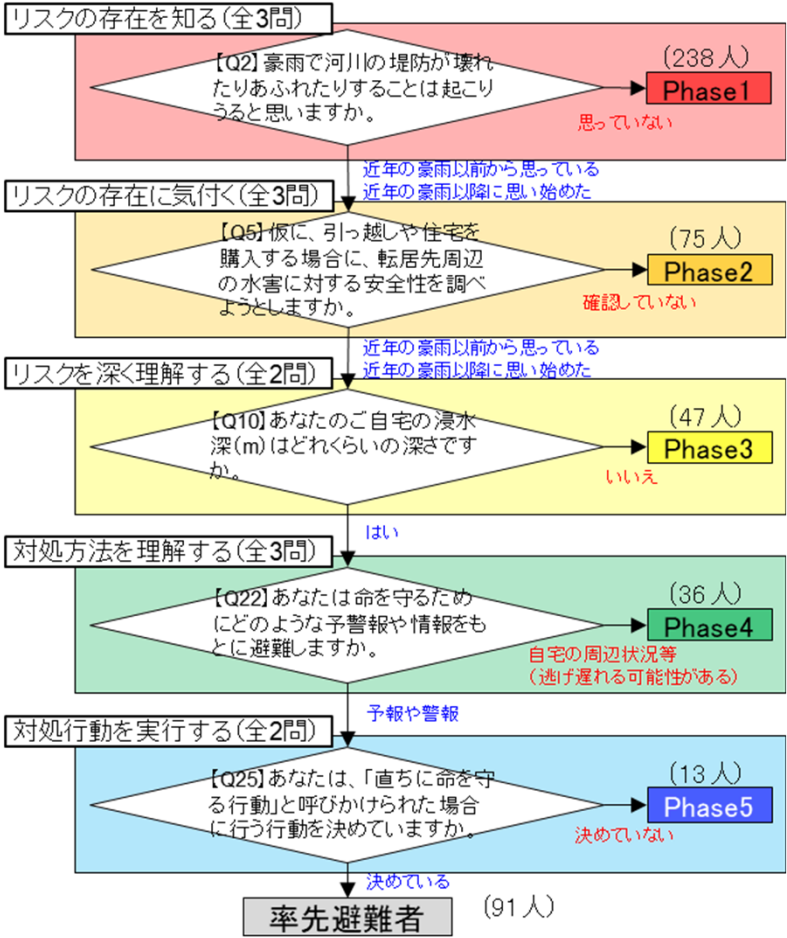 リスクの存在を知る(全3問)
【Q2】豪雨で河川の堤防が壊れ
たりあふれたりすることは起こり
うると思いますか。
(238人)
Phase1
思っていない
近年の豪雨以前から思っている
近年の豪雨以降に思い始めた
リスクの存在に気付く(全3問)
【Q5】仮に、引っ越しや住宅を
購入する場合に、転居先周辺
の水害に対する安全性を調べ
ようとしますか。
(75人)
Phase2
確認していない
近年の豪雨以前から思っている
近年の豪雨以降に思い始めた
リスクを深く理解する(全2問)
【Q10】あなたのご自宅の浸水
深(m)はどれくらいの深さです
か。
(47人)
Phase3
いいえ
はい
対処方法を理解する(全3問)
【Q22】あなたは命を守るため
にどのような予警報や情報をも
とに避難しますか。
(36人)
Phase4
自宅の周辺状況等
(逃げ遅れる可能性がある)
予報や警報
対処行動を実行する(全2問)
【Q25】あなたは、「直ちに命を守
る行動」と呼びかけられた場合
に行う行動を決めていますか。
(13人)
Phase5
決めていない
決めている
率先避難者
(91人)